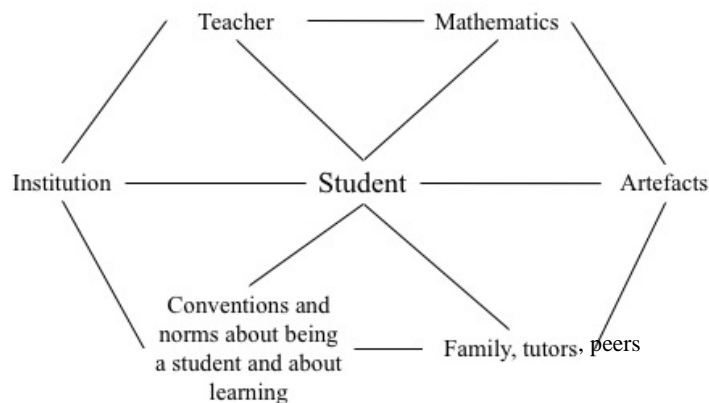 Teacher
Mathematics
Institution
Student
Artefacts
Conventions and
norms about being
a student and about
learning
Family, tutors, peers